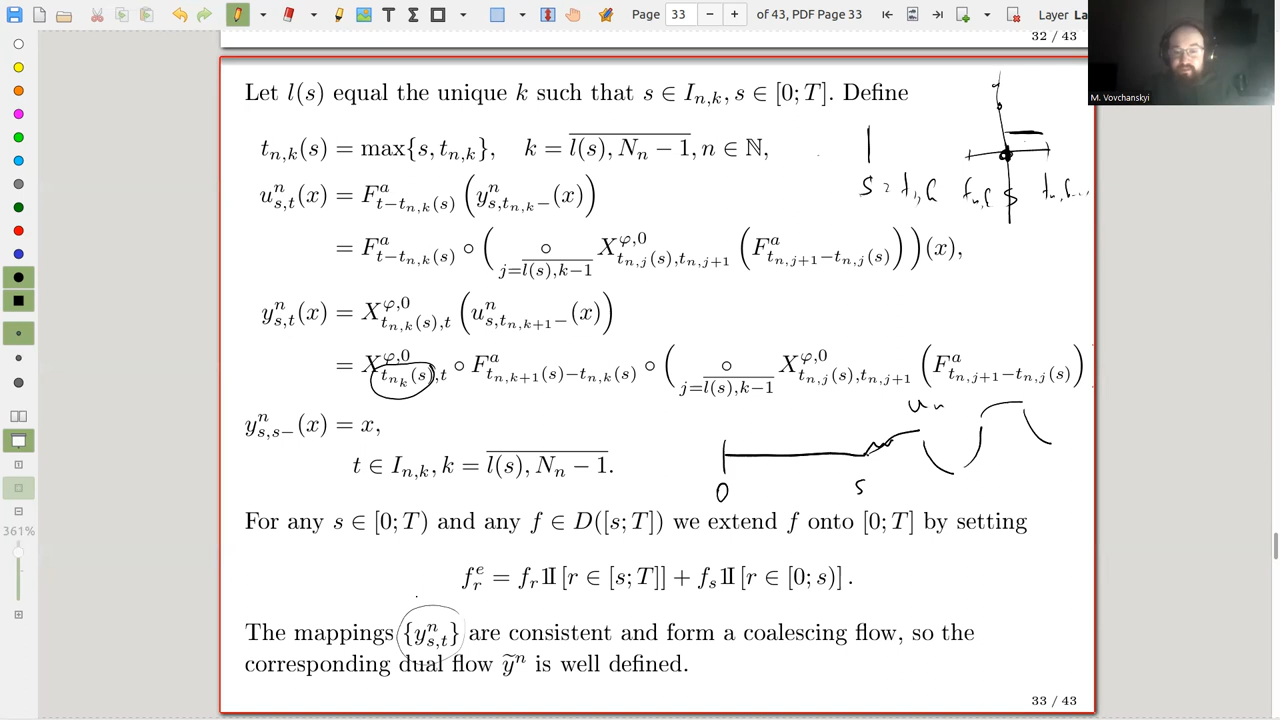 Page 33 of 43, PDF Page 33 Layer La
32 / 43
M. Vovchanskyi
Let l(s) equal the unique k such that s ∈ I_{n,k}, s ∈ [0; T]. Define
t_{n,k}(s) = max{s, t_{n,k}}, k = \overline{l(s), N_n − 1}, n ∈ ℕ,
u^n_{s,t}(x) = F^a_{t−t_{n,k}(s)} (y^n_{s,t_{n,k}−}(x))
= F^a_{t−t_{n,k}(s)} ∘ ( ∘_{j=\overline{l(s),k−1}} X^{φ,0}_{t_{n,j}(s),t_{n,j+1}} (F^a_{t_{n,j+1}−t_{n,j}(s)}) )(x),
y^n_{s,t}(x) = X^{φ,0}_{t_{n,k}(s),t} (u^n_{s,t_{n,k+1}−}(x))
= X^{φ,0}_{t_{n_k}(s),t} ∘ F^a_{t_{n,k+1}(s)−t_{n,k}(s)} ∘ ( ∘_{j=\overline{l(s),k−1}} X^{φ,0}_{t_{n,j}(s),t_{n,j+1}} (F^a_{t_{n,j+1}−t_{n,j}(s)})
y^n_{s,s−}(x) = x,
t ∈ I_{n,k}, k = \overline{l(s), N_n − 1}.
0 s
For any s ∈ [0; T) and any f ∈ D([s; T]) we extend f onto [0; T] by setting
f^e_r = f_r 𝟙 [r ∈ [s; T]] + f_s 𝟙 [r ∈ [0; s)] .
The mappings {y^n_{s,t}} are consistent and form a coalescing flow, so the
corresponding dual flow ỹ^n is well defined.
33 / 43
361%